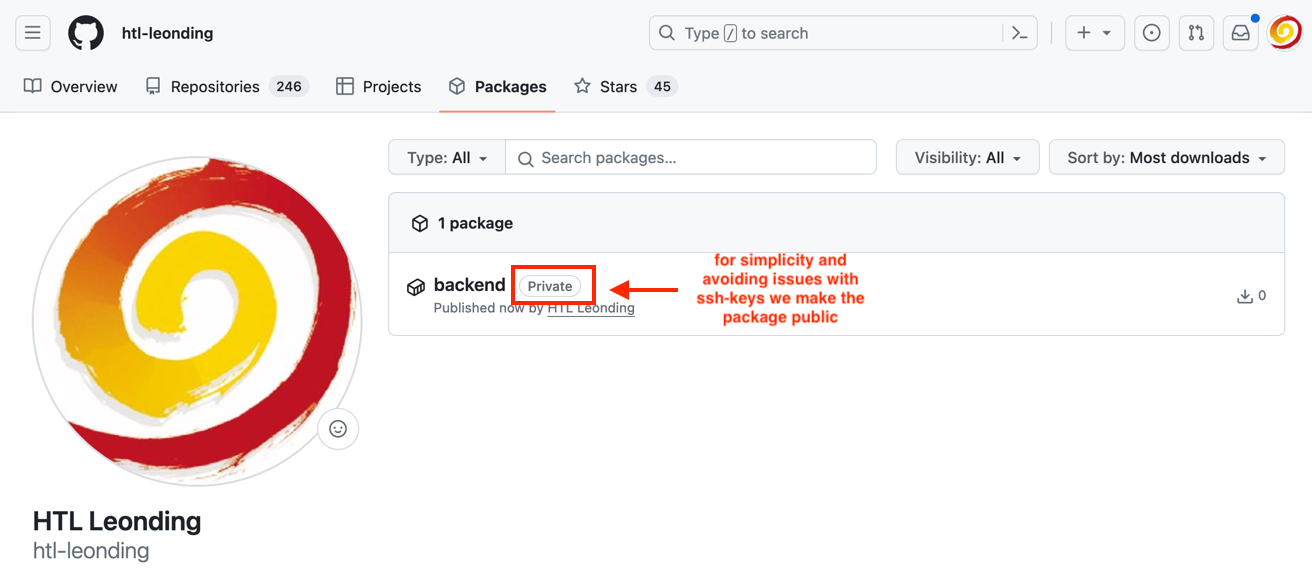 htl-leonding
Type / to search
Overview
Repositories 246
Projects
Packages
Stars 45
Type: All
Search packages...
Visibility: All
Sort by: Most downloads
1 package
backend Private
Published now by HTL Leonding
for simplicity and
avoiding issues with
ssh-keys we make the
package public
0
HTL Leonding
htl-leonding